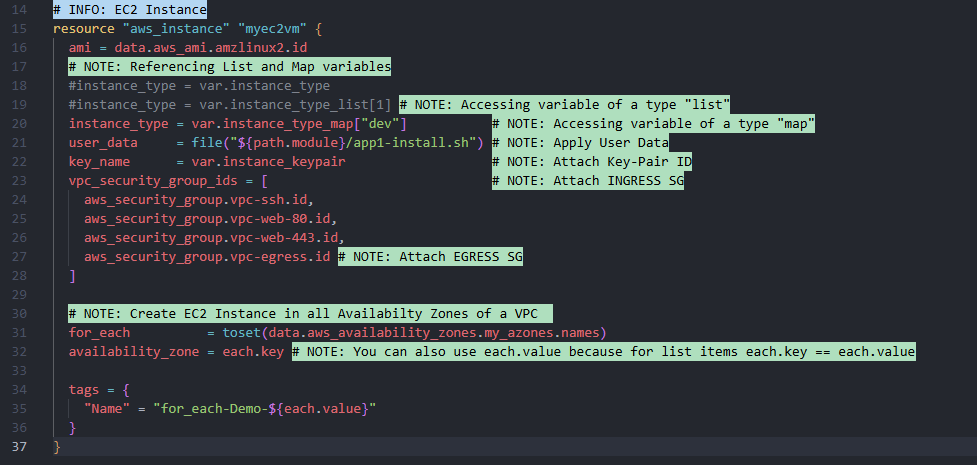 14 # INFO: EC2 Instance
15 resource "aws_instance" "myec2vm" {
16   ami = data.aws_ami.amzlinux2.id
17   # NOTE: Referencing List and Map variables
18   #instance_type = var.instance_type
19   #instance_type = var.instance_type_list[1] # NOTE: Accessing variable of a type "list"
20   instance_type = var.instance_type_map["dev"]           # NOTE: Accessing variable of a type "map"
21   user_data     = file("${path.module}/app1-install.sh") # NOTE: Apply User Data
22   key_name      = var.instance_keypair                   # NOTE: Attach Key-Pair ID
23   vpc_security_group_ids = [                             # NOTE: Attach INGRESS SG
24     aws_security_group.vpc-ssh.id,
25     aws_security_group.vpc-web-80.id,
26     aws_security_group.vpc-web-443.id,
27     aws_security_group.vpc-egress.id # NOTE: Attach EGRESS SG
28   ]
29
30   # NOTE: Create EC2 Instance in all Availabilty Zones of a VPC
31   for_each          = toset(data.aws_availability_zones.my_azones.names)
32   availability_zone = each.key # NOTE: You can also use each.value because for list items each.key == each.value
33
34   tags = {
35     "Name" = "for_each-Demo-${each.value}"
36   }
37 }